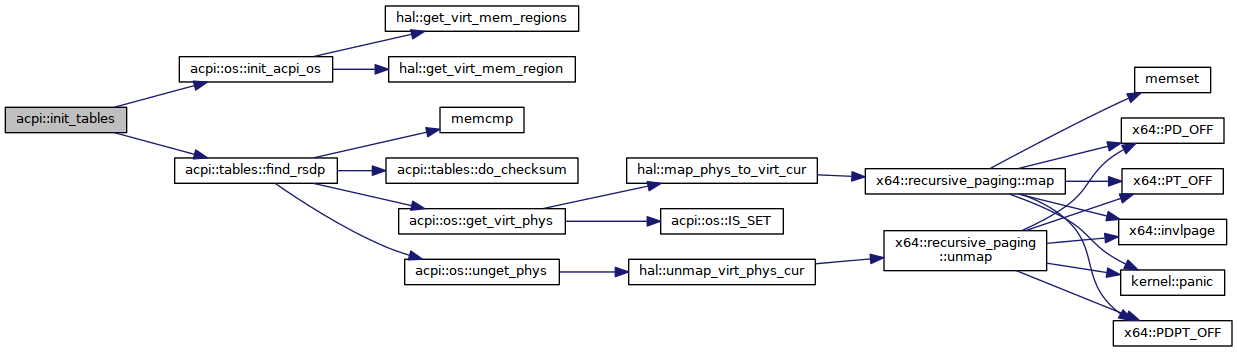 acpi::init_tables
acpi::os::init_acpi_os
hal::get_virt_mem_regions
hal::get_virt_mem_region
acpi::tables::find_rsdp
memcmp
acpi::tables::do_checksum
acpi::os::get_virt_phys
acpi::os::unget_phys
hal::map_phys_to_virt_cur
acpi::os::IS_SET
hal::unmap_virt_phys_cur
x64::recursive_paging::map
x64::recursive_paging
::unmap
memset
x64::PD_OFF
x64::PT_OFF
x64::invlpage
kernel::panic
x64::PDPT_OFF